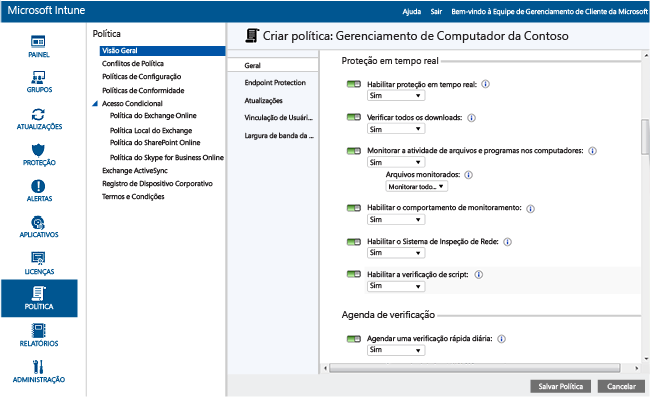 Microsoft Intune
Ajuda Sair Bem-vindo à Equipe de Gerenciamento de Cliente da Microsoft
PAINEL
GRUPOS
ATUALIZAÇÕES
PROTEÇÃO
ALERTAS
APLICATIVOS
LICENÇAS
POLÍTICA
RELATÓRIOS
ADMINISTRAÇÃO
Política
Visão Geral
Conflitos de Política
Políticas de Configuração
Políticas de Conformidade
Acesso Condicional
Política do Exchange Online
Política Local do Exchange
Política do SharePoint Online
Política do Skype for Business Online
Exchange ActiveSync
Registro de Dispositivo Corporativo
Termos e Condições
Criar política: Gerenciamento de Computador da Contoso
Geral
Endpoint Protection
Atualizações
Vinculação de Usuári...
Largura de banda da ...
Proteção em tempo real
Habilitar proteção em tempo real:
Sim
Verificar todos os downloads:
Sim
Monitorar a atividade de arquivos e programas nos computadores:
Sim
Arquivos monitorados:
Monitorar todo...
Habilitar o comportamento de monitoramento:
Sim
Habilitar o Sistema de Inspeção de Rede:
Sim
Habilitar a verificação de script:
Sim
Agenda de verificação
Agendar uma verificação rápida diária:
Sim
Salvar Política
Cancelar